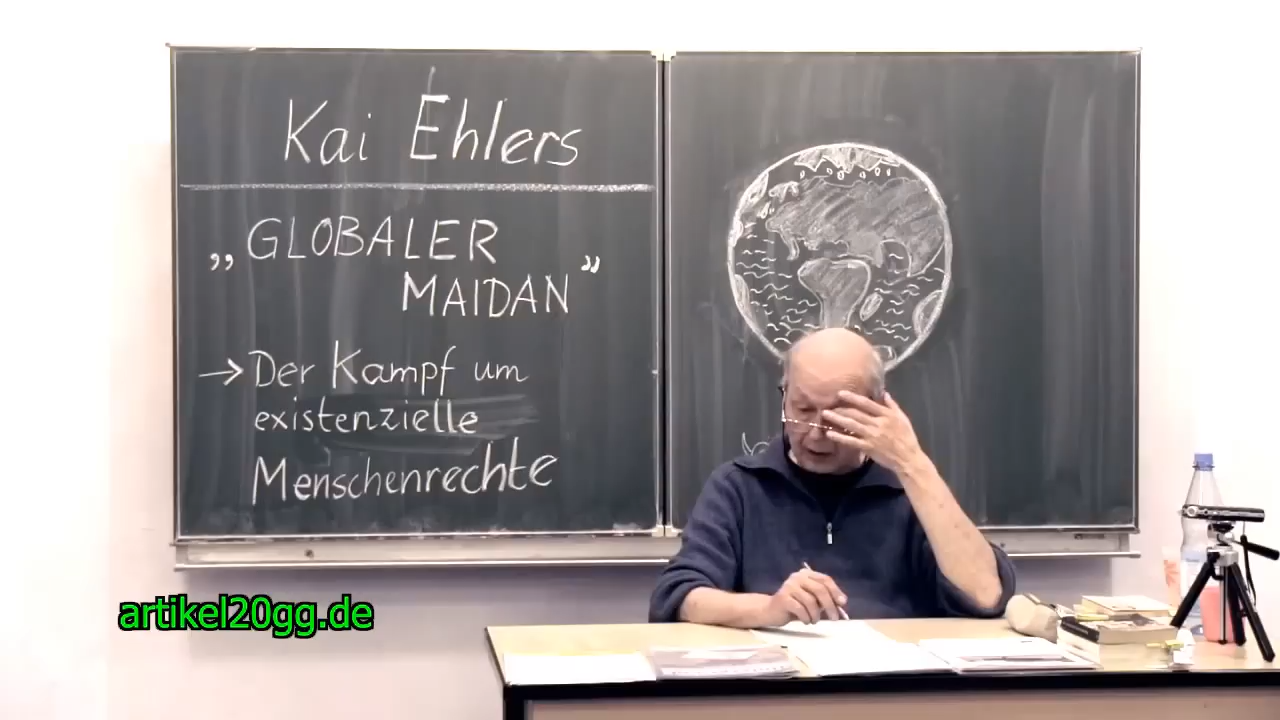 Kai Ehlers
„GLOBALER
MAIDAN“
→ Der Kampf um
existenzielle
Menschenrechte
artikel20gg.de